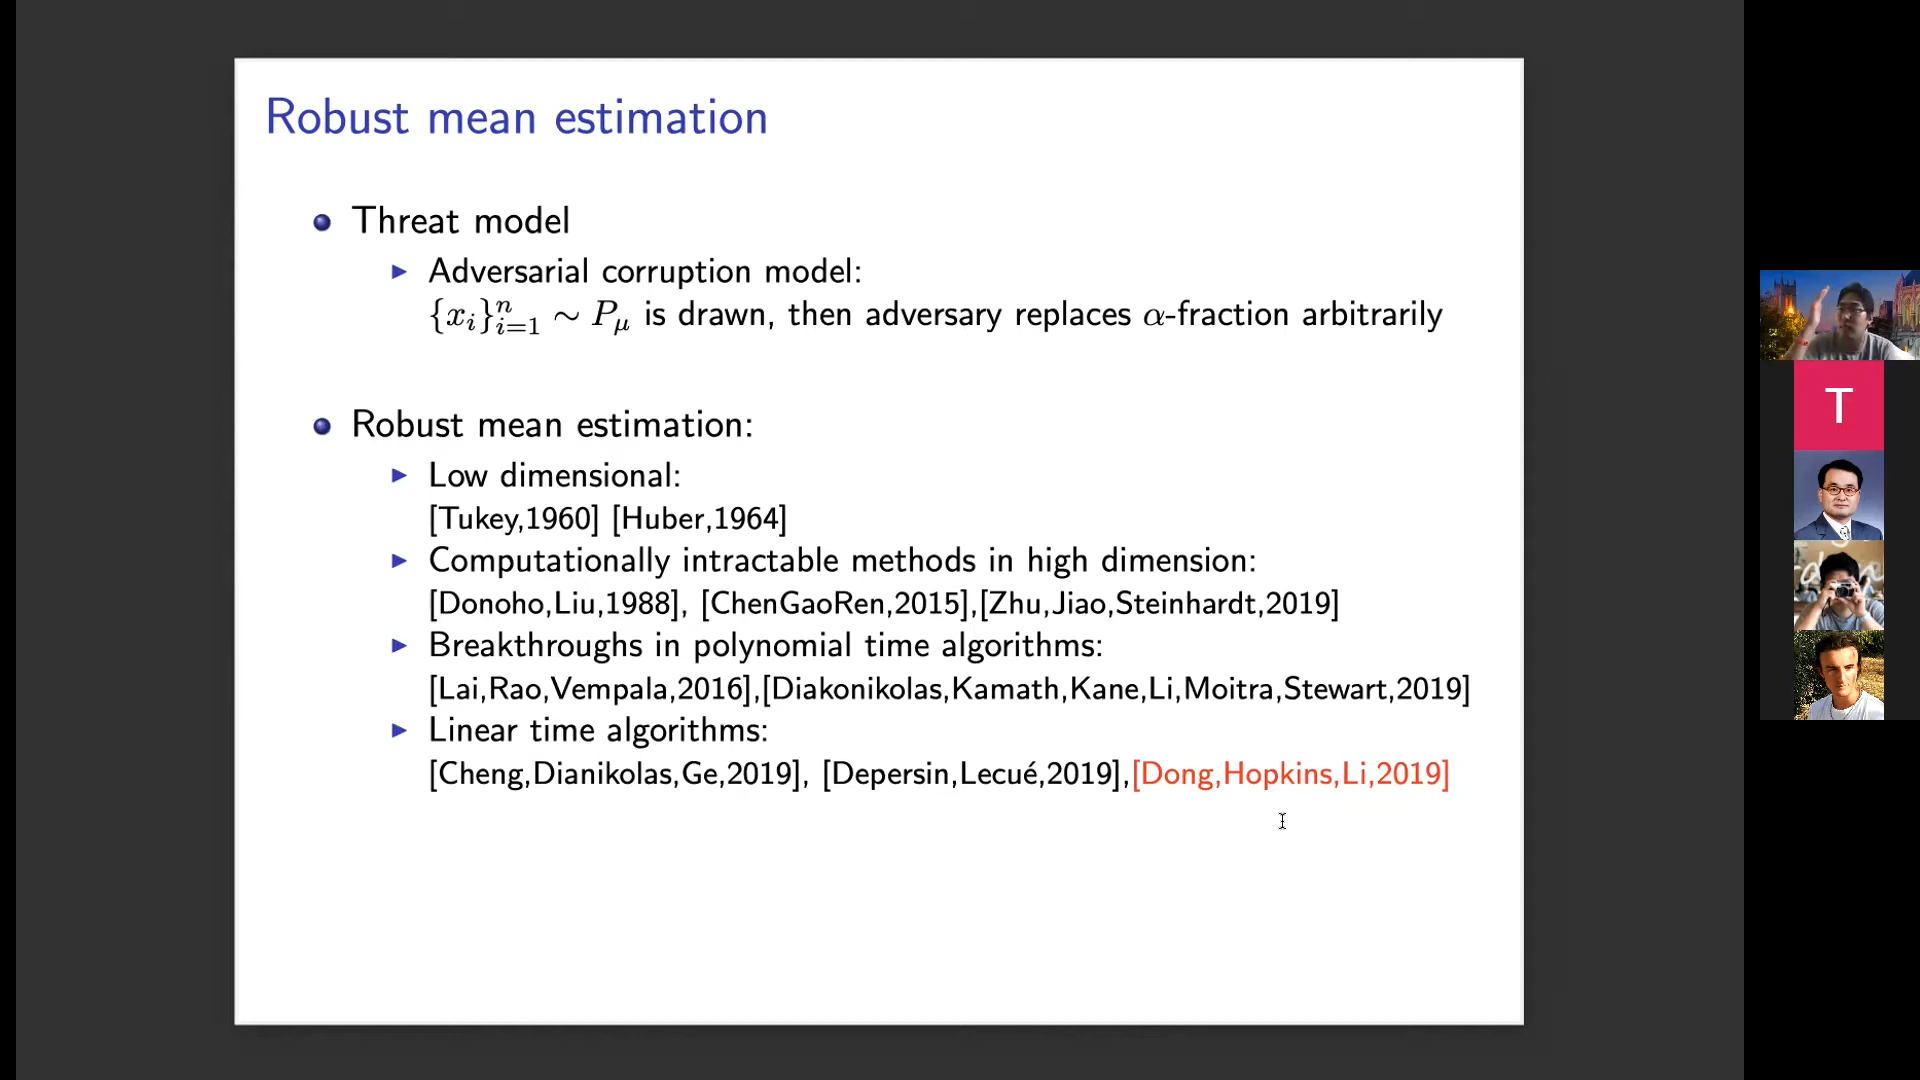 Robust mean estimation
Threat model
Adversarial corruption model:
$\{x_i\}_{i=1}^n \sim P_\mu$ is drawn, then adversary replaces α-fraction arbitrarily
Robust mean estimation:
Low dimensional:
[Tukey,1960] [Huber,1964]
Computationally intractable methods in high dimension:
[Donoho,Liu,1988], [ChenGaoRen,2015],[Zhu,Jiao,Steinhardt,2019]
Breakthroughs in polynomial time algorithms:
[Lai,Rao,Vempala,2016],[Diakonikolas,Kamath,Kane,Li,Moitra,Stewart,2019]
Linear time algorithms:
[Cheng,Dianikolas,Ge,2019], [Depersin,Lecué,2019],[Dong,Hopkins,Li,2019]
T